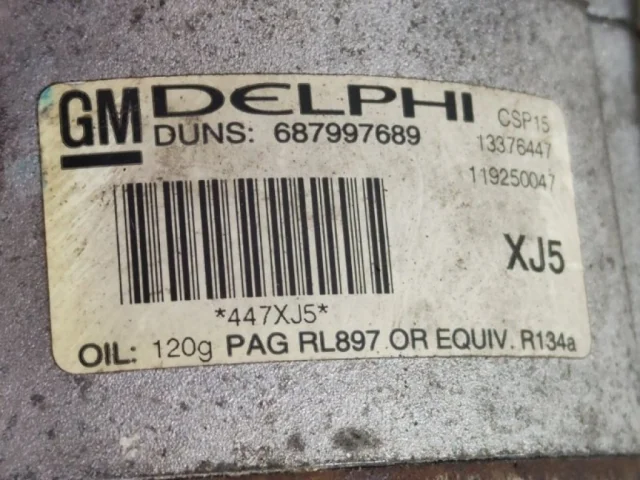 GM DELPHI CSP15
DUNS: 687997689 13376447
119250047
XJ5
*447XJ5*
OIL: 120g PAG RL897 OR EQUIV. R134a